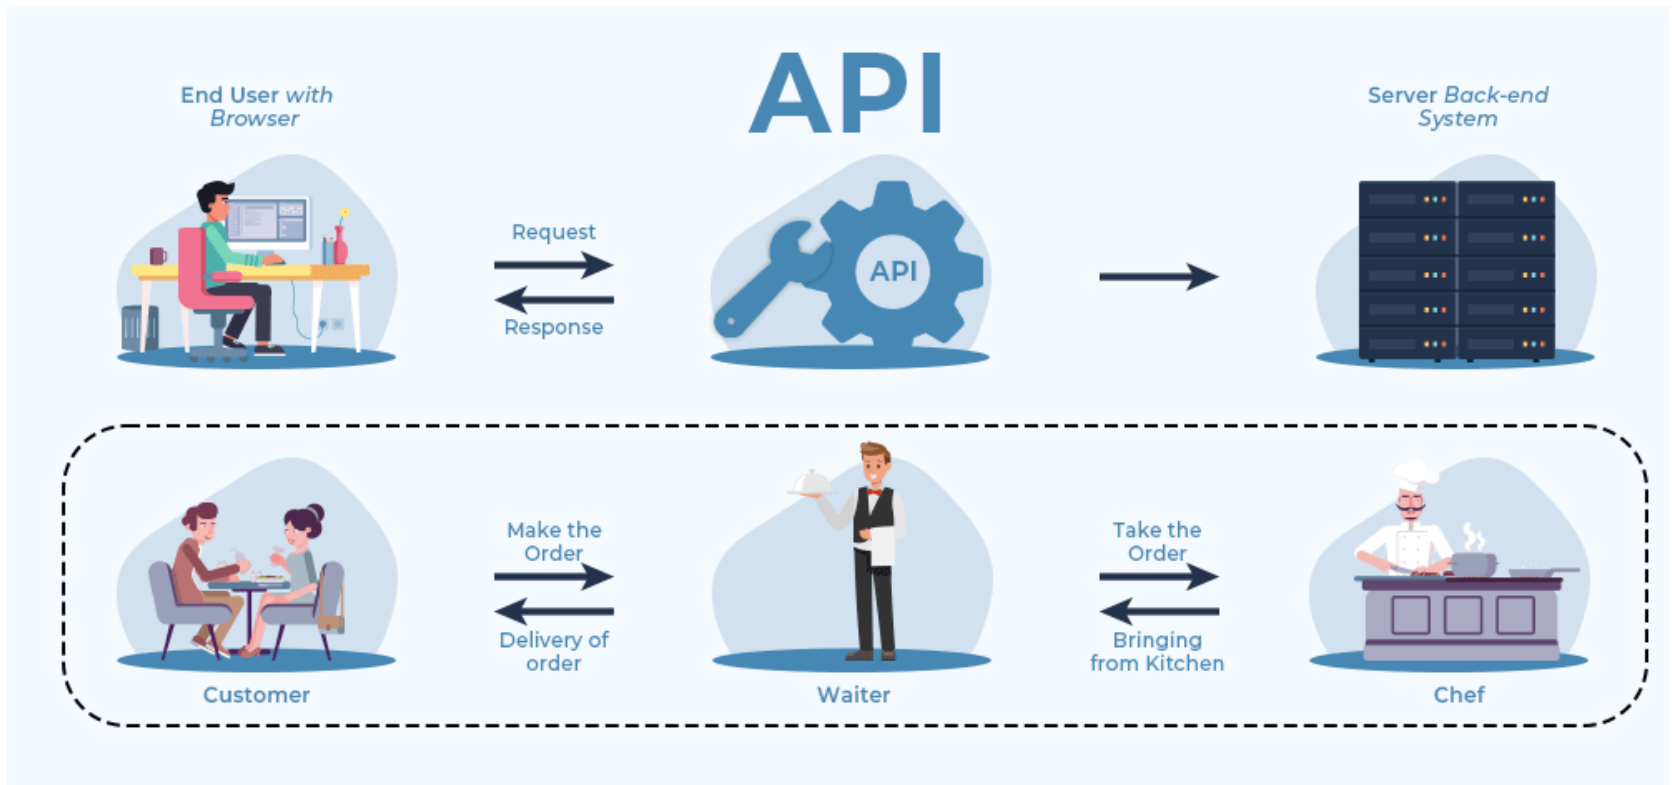 API
End User with
Browser
Server Back-end
System
Request
API
Response
Make the
Order
Take the
Order
Delivery of
order
Bringing
from Kitchen
Customer
Waiter
Chef